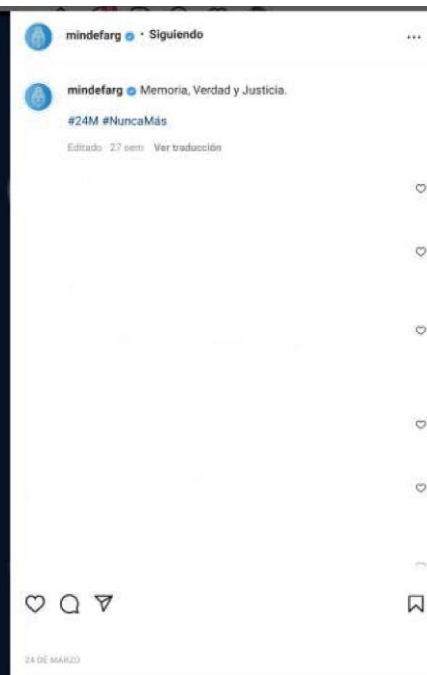 mindefarg • Siguiendo
mindefarg Memoria, Verdad y Justicia.
#24M #NuncaMás
Editado 27 sem Ver traducción
24 DE MARZO